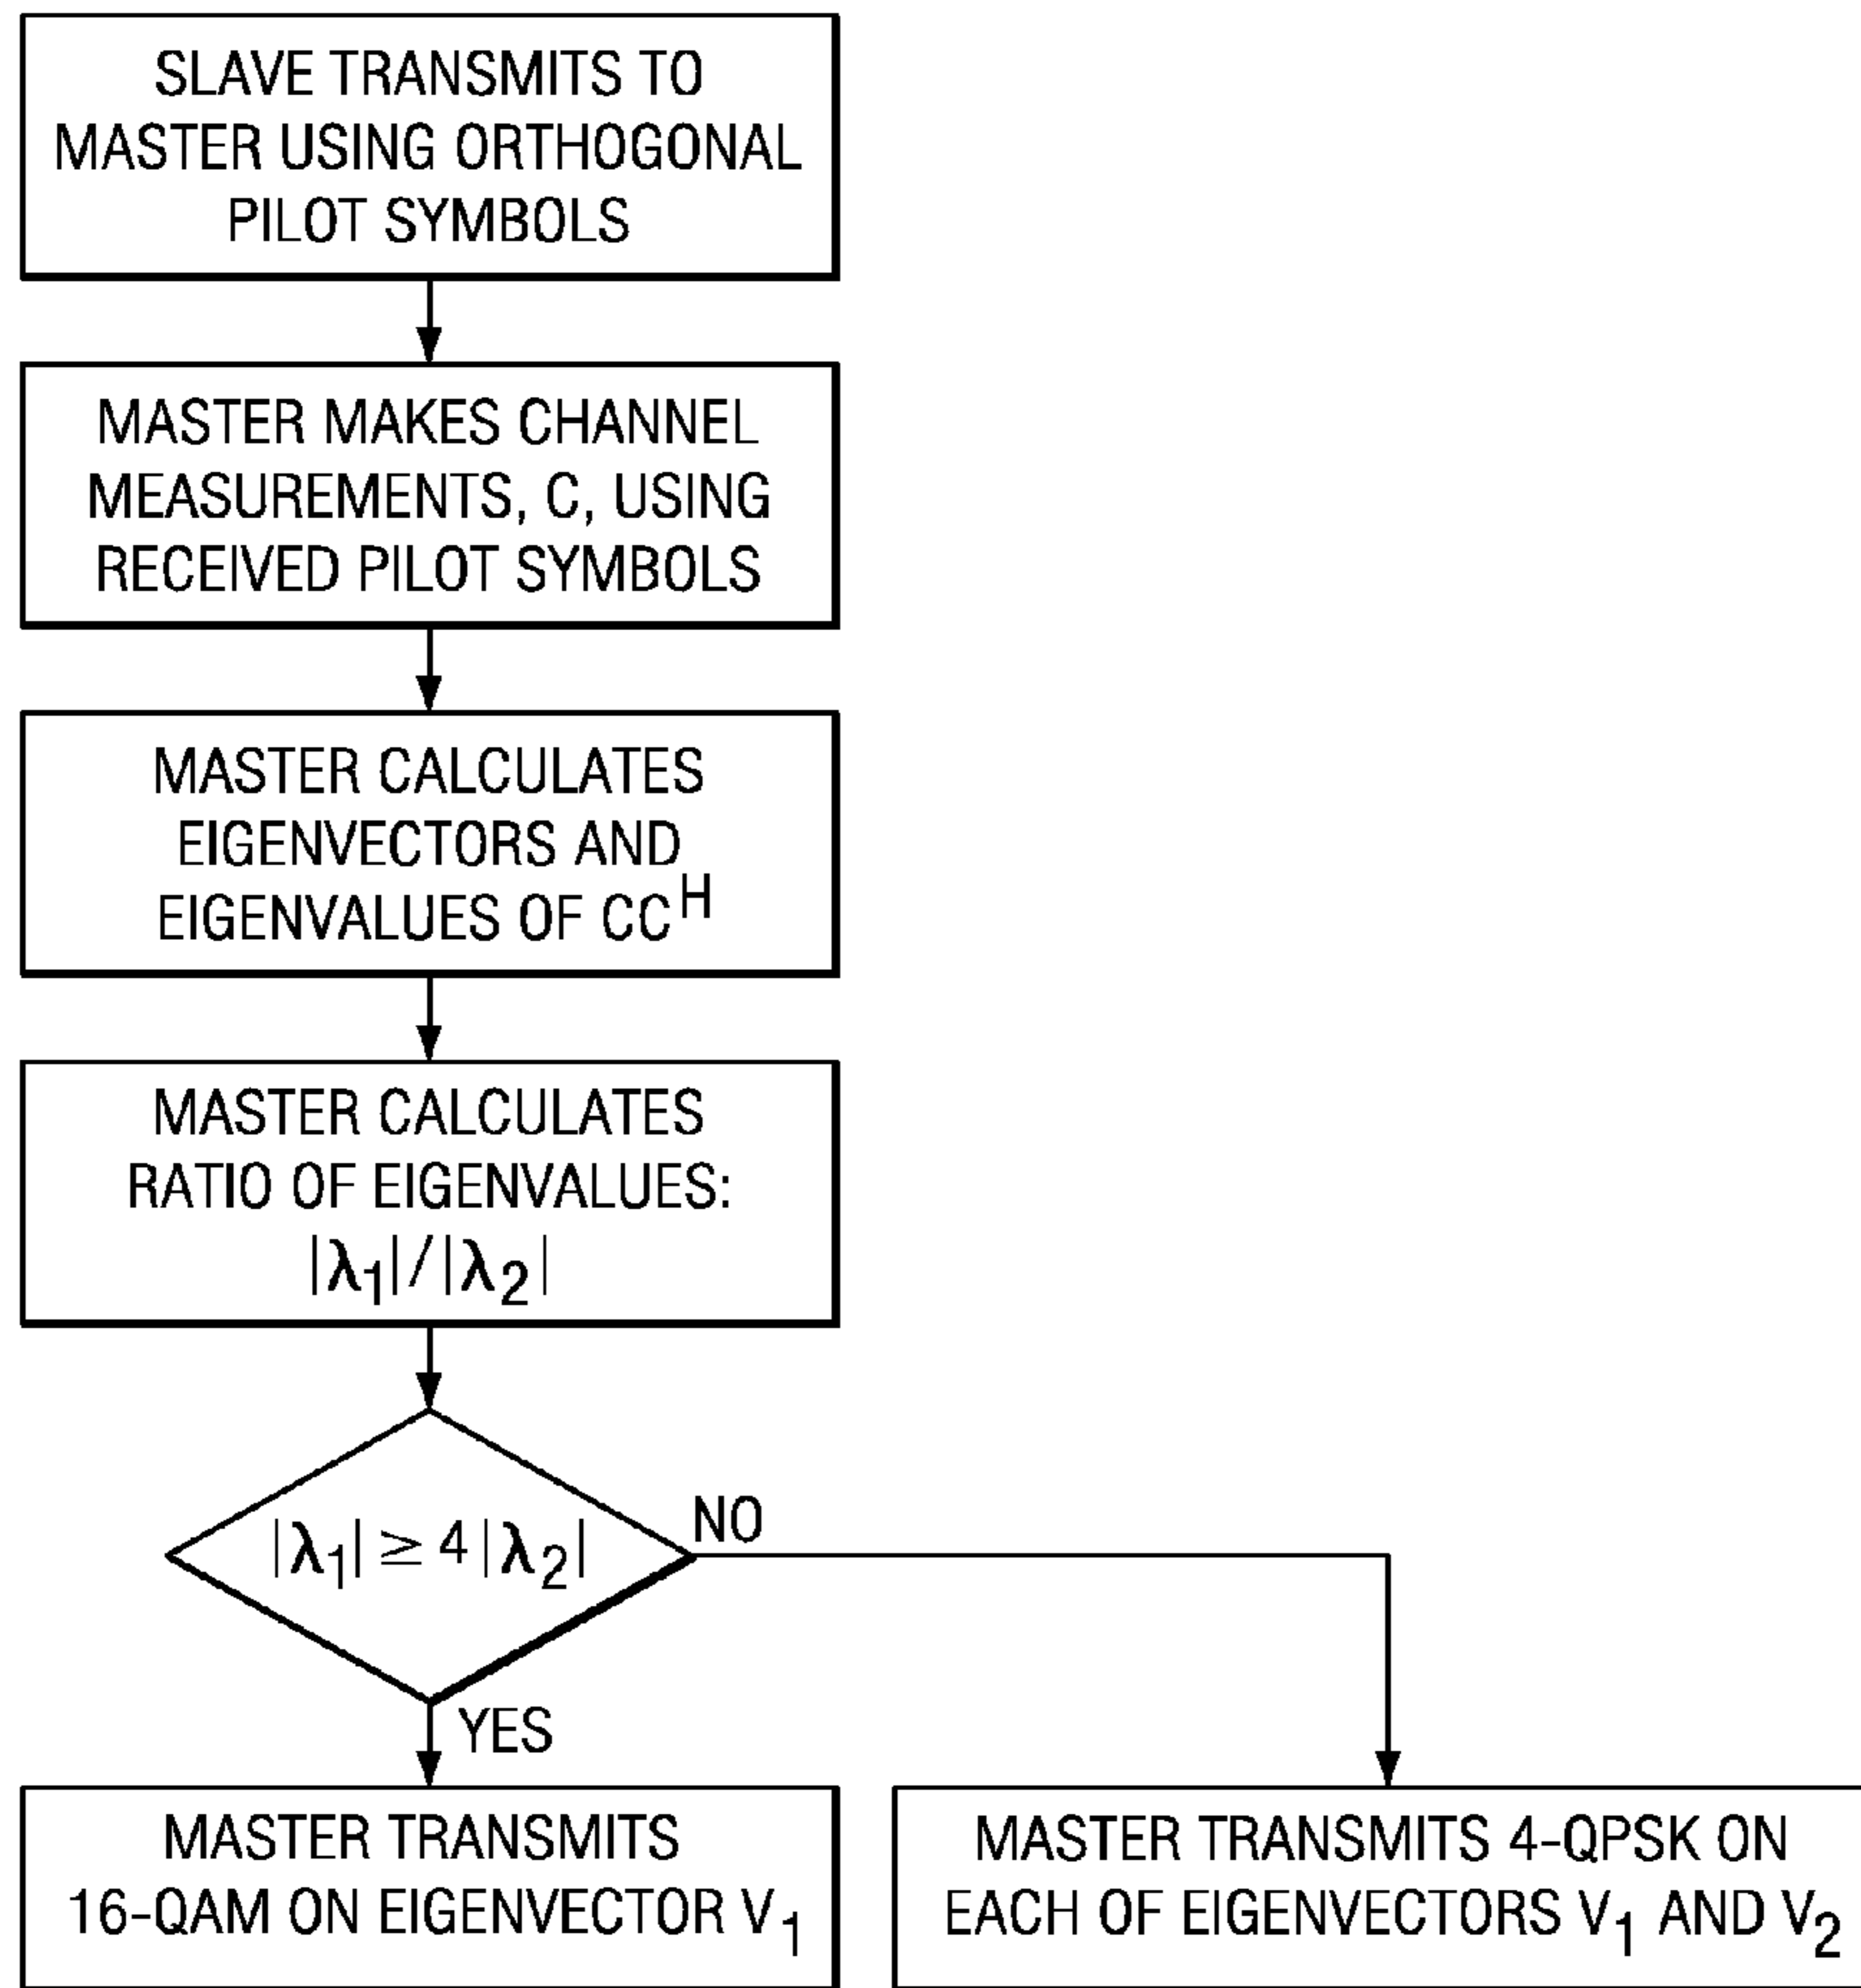 SLAVE TRANSMITS TO
MASTER USING ORTHOGONAL
PILOT SYMBOLS
MASTER MAKES CHANNEL
MEASUREMENTS, C, USING
RECEIVED PILOT SYMBOLS
MASTER CALCULATES
EIGENVECTORS AND
EIGENVALUES OF CC^H
MASTER CALCULATES
RATIO OF EIGENVALUES:
|λ₁|/|λ₂|
|λ₁| ≥ 4 |λ₂|
NO
YES
MASTER TRANSMITS
16-QAM ON EIGENVECTOR V₁
MASTER TRANSMITS 4-QPSK ON
EACH OF EIGENVECTORS V₁ AND V₂